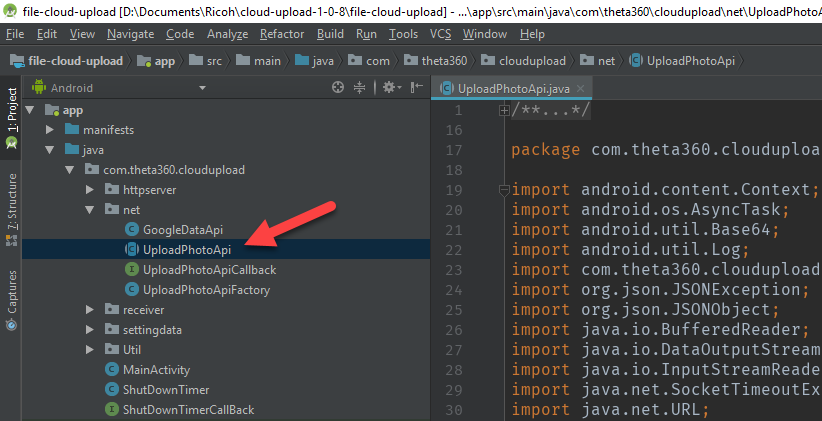 file-cloud-upload [D:\Documents\Ricoh\cloud-upload-1-0-8\file-cloud-upload] - ...\app\src\main\java\com\theta360\cloudupload\net\UploadPhotoA
File Edit View Navigate Code Analyze Refactor Build Run Tools VCS Window Help
file-cloud-upload app src main java com theta360 cloudupload net UploadPhotoApi
1: Project
7: Structure
Captures
Android
app
manifests
java
com.theta360.cloudupload
httpserver
net
GoogleDataApi
UploadPhotoApi
UploadPhotoApiCallback
UploadPhotoApiFactory
receiver
settingdata
Util
MainActivity
ShutDownTimer
ShutDownTimerCallBack
UploadPhotoApi.java
1 /**...*/
16
17 package com.theta360.clouduploa
18
19 import android.content.Context;
20 import android.os.AsyncTask;
21 import android.util.Base64;
22 import android.util.Log;
23 import com.theta360.cloudupload
24 import org.json.JSONException;
25 import org.json.JSONObject;
26 import java.io.BufferedReader;
27 import java.io.DataOutputStream
28 import java.io.InputStreamReade
29 import java.net.SocketTimeoutEx
30 import java.net.URL;